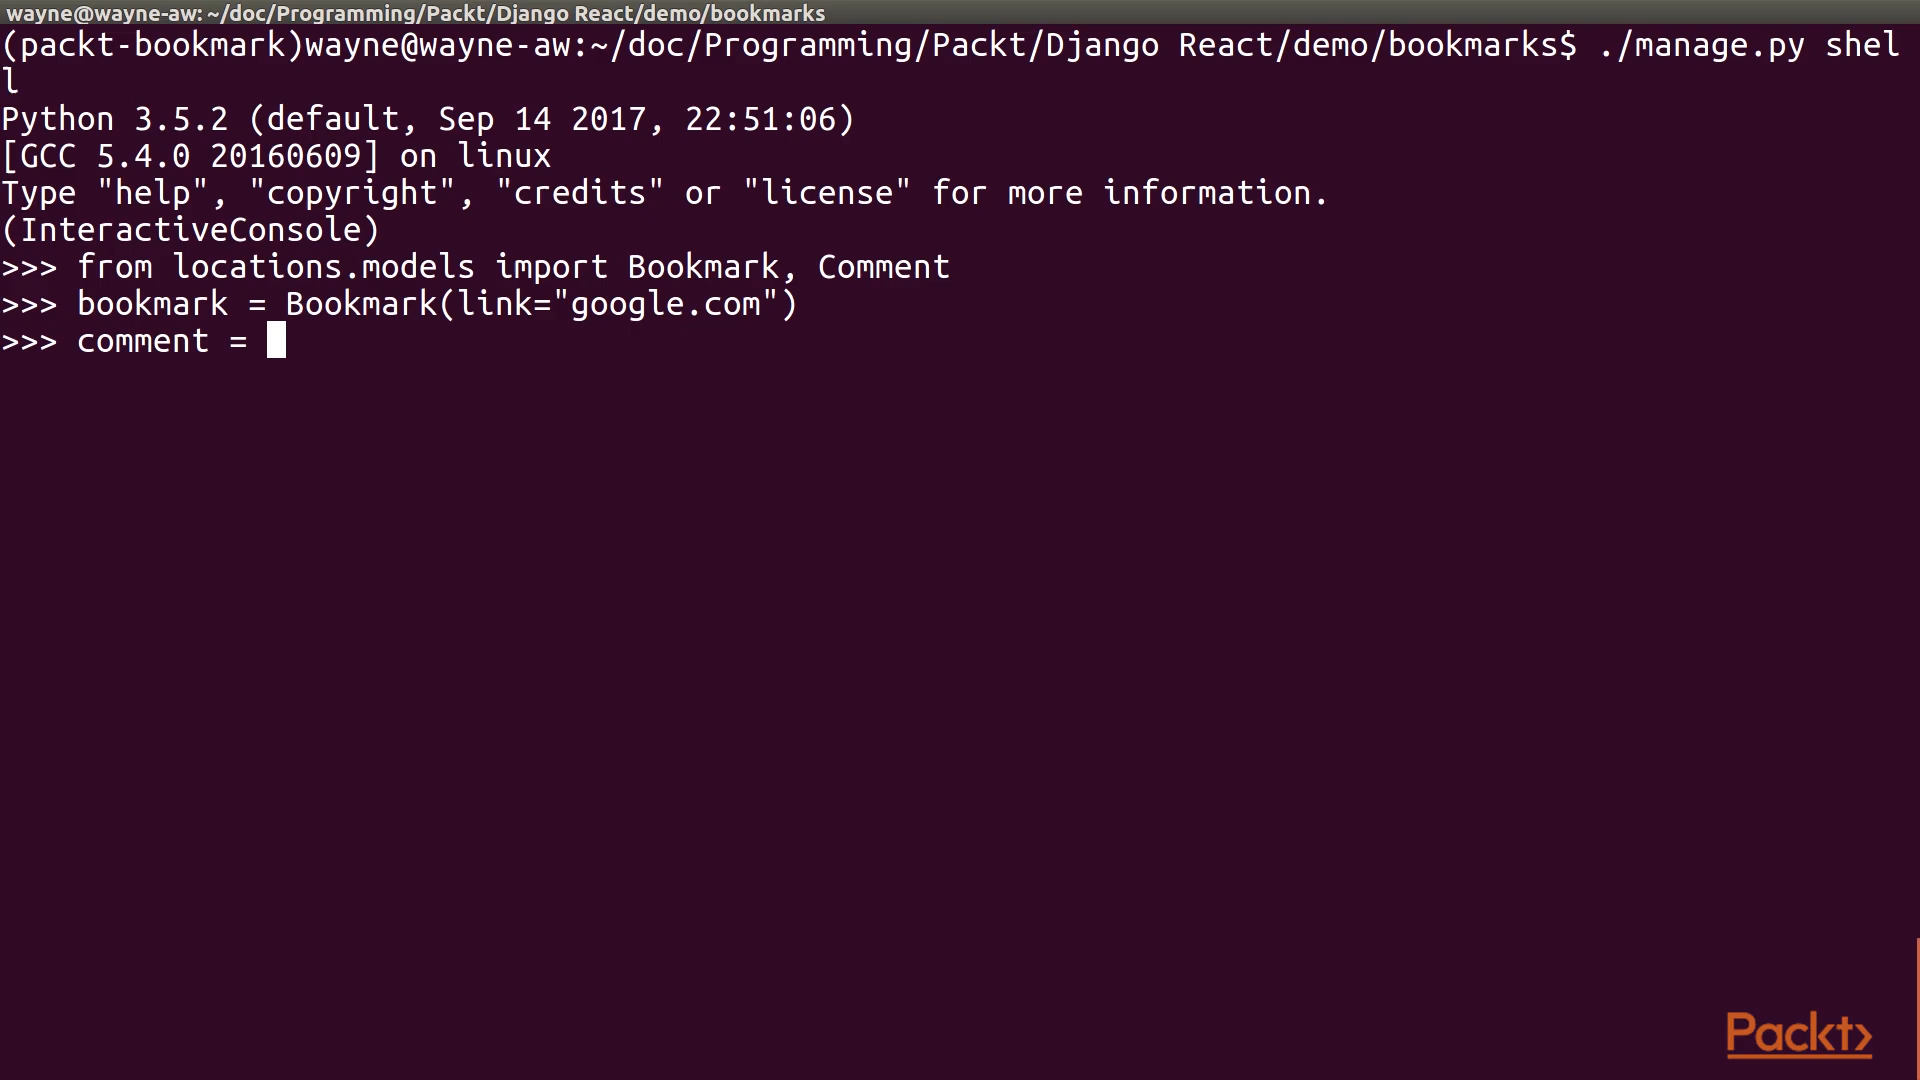 wayne@wayne-aw: ~/doc/Programming/Packt/Django React/demo/bookmarks
(packt-bookmark)wayne@wayne-aw:~/doc/Programming/Packt/Django React/demo/bookmarks$ ./manage.py shel
l
Python 3.5.2 (default, Sep 14 2017, 22:51:06)
[GCC 5.4.0 20160609] on linux
Type "help", "copyright", "credits" or "license" for more information.
(InteractiveConsole)
>>> from locations.models import Bookmark, Comment
>>> bookmark = Bookmark(link="google.com")
>>> comment =
Packt>